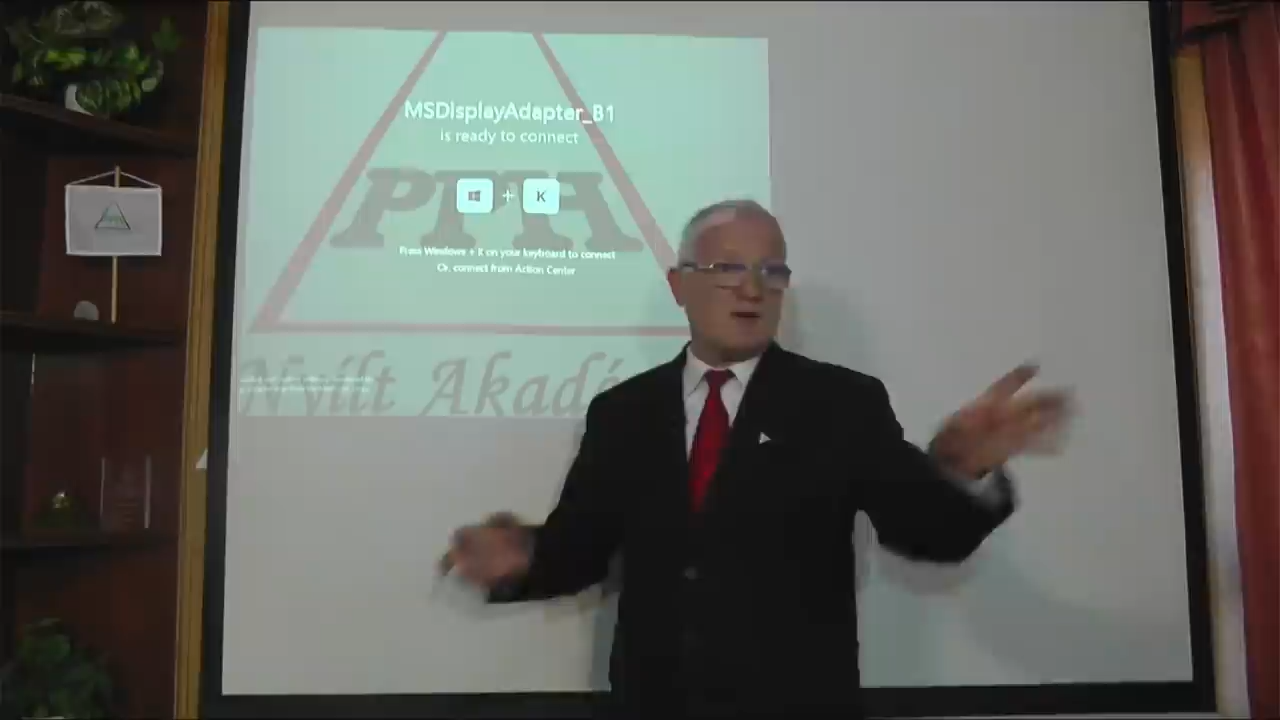 MSDisplayAdapter_B1
is ready to connect
+ K
PPA
Press Windows + K on your keyboard to connect
Or, connect from Action Center
Nyílt Akadé